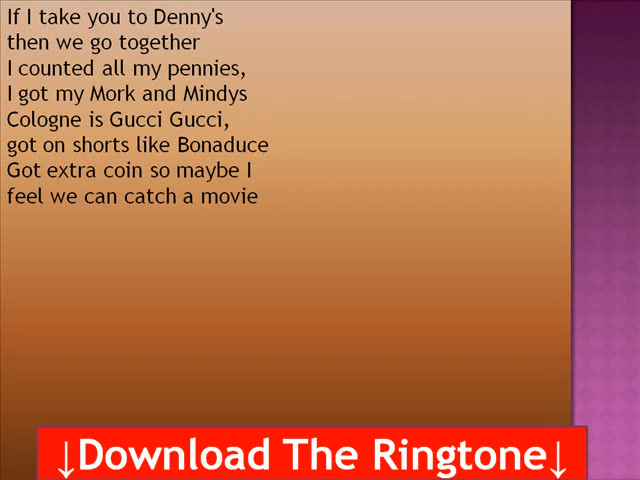 If I take you to Denny's
then we go together
I counted all my pennies,
I got my Mork and Mindys
Cologne is Gucci Gucci,
got on shorts like Bonaduce
Got extra coin so maybe I
feel we can catch a movie
↓Download The Ringtone↓